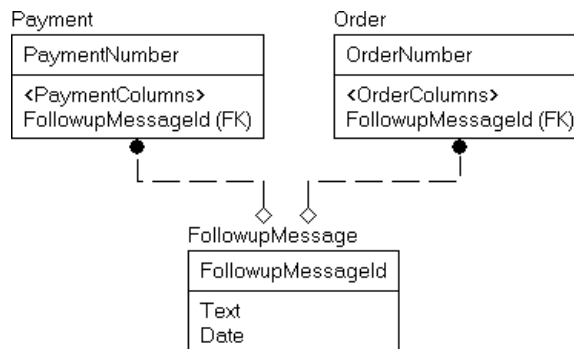 Payment
PaymentNumber
<PaymentColumns>
FollowupMessageId (FK)
Order
OrderNumber
<OrderColumns>
FollowupMessageId (FK)
FollowupMessage
FollowupMessageId
Text
Date